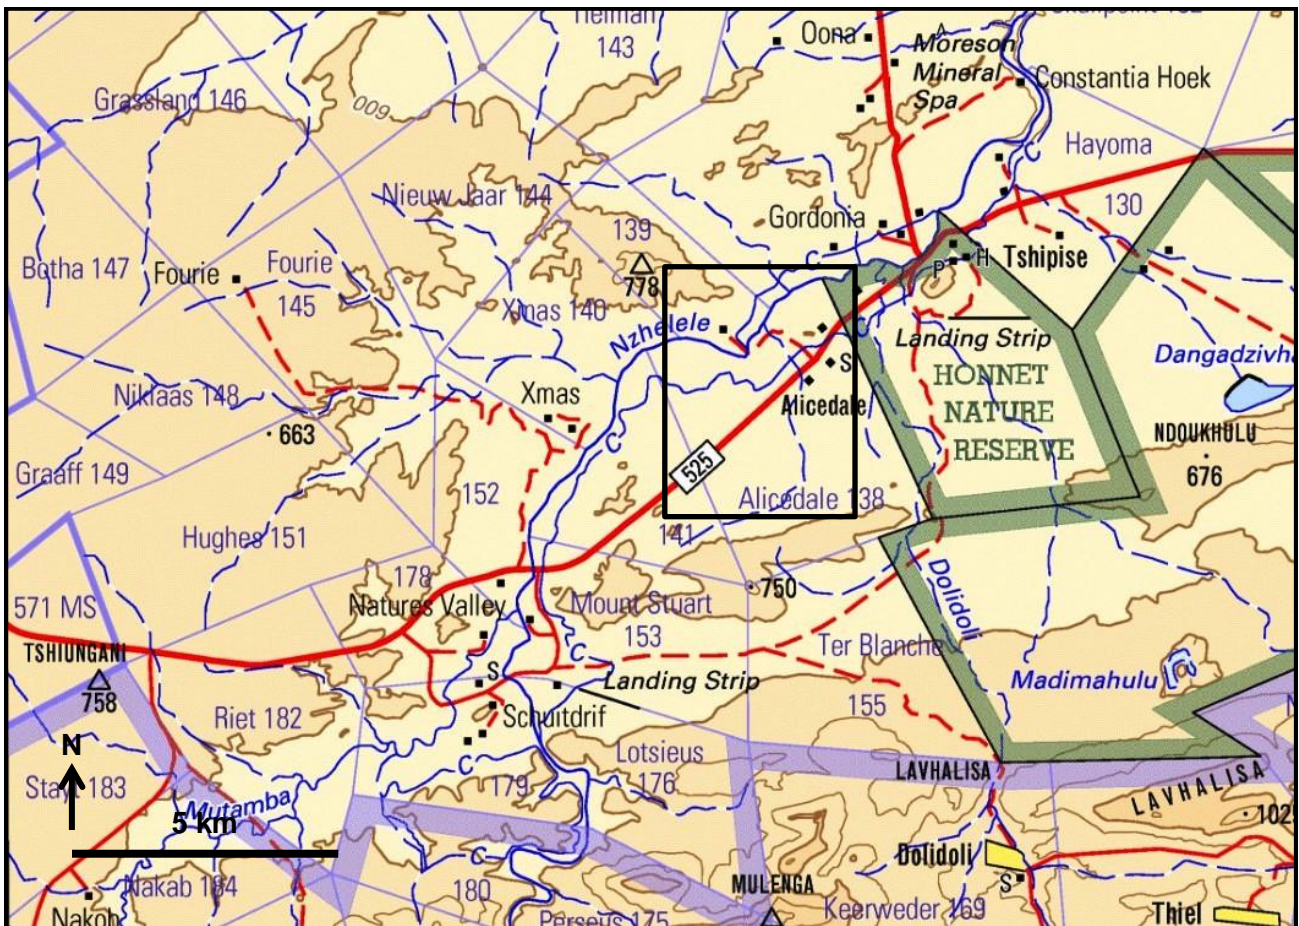 Oona
143
Moreson
Mineral
Spa
Constantia Hoek
Grassland 146
600
Hayoma
Nieuw Jaar 144
139
Gordonia
130
Botha 147
Fourie
Fourie
145
778
C
C
P
H
Tshipise
Xmas 140
Nzhelele
Landing Strip
Dangadzivh
Niklaas 148
Xmas
S
Alicedale
HONNET
NATURE
RESERVE
663
C
NDOUKHULU
676
Graaff 149
152
525
Alicedale 138
Hughes 151
141
178
750
571 MS
Natures Valley
Mount Stuart
153
Dolidoli
TSHIUNGANI
C
Ter Blanche
758
S
Landing Strip
Madimahulu
Riet 182
Schuitdrif
155
N
Lotsieus
176
C
179
LAVHALISA
LAVHALISA
183
Mutamba
5 km
1025
C
Dolidoli
S
Nakab 184
180
MULENGA
Keerweder 169
Thiel
Perseus 175